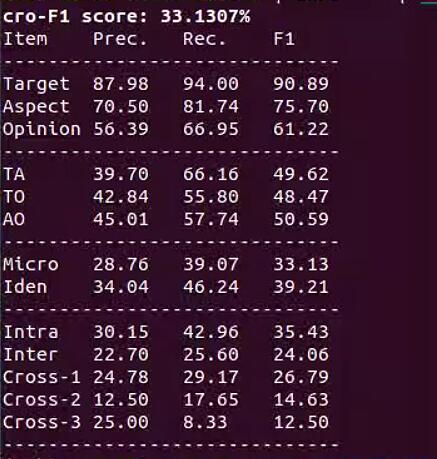 cro-F1 score: 33.1307%
Item Prec. Rec. F1
------------------------------
Target 87.98 94.00 90.89
Aspect 70.50 81.74 75.70
Opinion 56.39 66.95 61.22
------------------------------
TA 39.70 66.16 49.62
TO 42.84 55.80 48.47
AO 45.01 57.74 50.59
------------------------------
Micro 28.76 39.07 33.13
Iden 34.04 46.24 39.21
------------------------------
Intra 30.15 42.96 35.43
Inter 22.70 25.60 24.06
Cross-1 24.78 29.17 26.79
Cross-2 12.50 17.65 14.63
Cross-3 25.00 8.33 12.50
------------------------------